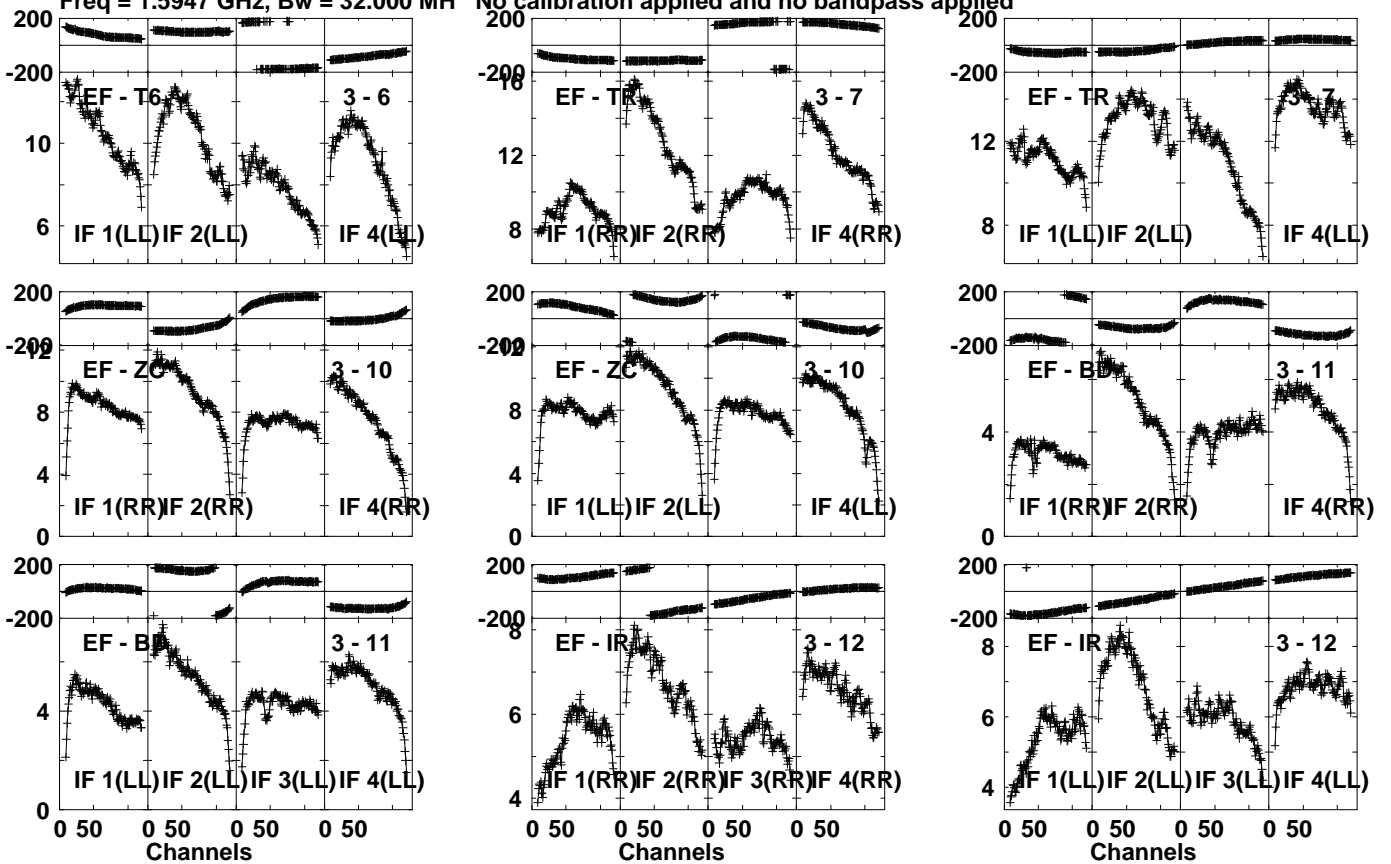 Freq = 1.5947 GHz, Bw = 32.000 MH No calibration applied and no bandpass applied
200
-200
EF - T6 3 - 6
10
6
IF 1(LL) IF 2(LL) IF 4(LL)
200
-200
16
EF - TR 3 - 7
12
8
IF 1(RR) IF 2(RR) IF 4(RR)
200
-200
EF - TR 3 - 7
12
8
IF 1(LL) IF 2(LL) IF 4(LL)
200
-200
12
EF - ZC 3 - 10
8
4
0
IF 1(RR) IF 2(RR) IF 4(RR)
200
-200
12
EF - ZC 3 - 10
8
4
0
IF 1(LL) IF 2(LL) IF 4(LL)
200
-200
EF - BD 3 - 11
4
0
IF 1(RR) IF 2(RR) IF 4(RR)
200
-200
EF - BD 3 - 11
4
IF 1(LL) IF 2(LL) IF 3(LL) IF 4(LL)
0
0 50 0 50 0 50 0 50
Channels
200
-200
8
EF - IR 3 - 12
6
IF 1(RR) IF 2(RR) IF 3(RR) IF 4(RR)
4
0 50 0 50 0 50 0 50
Channels
200
-200
8
EF - IR 3 - 12
6
IF 1(LL) IF 2(LL) IF 3(LL) IF 4(LL)
4
0 50 0 50 0 50 0 50
Channels